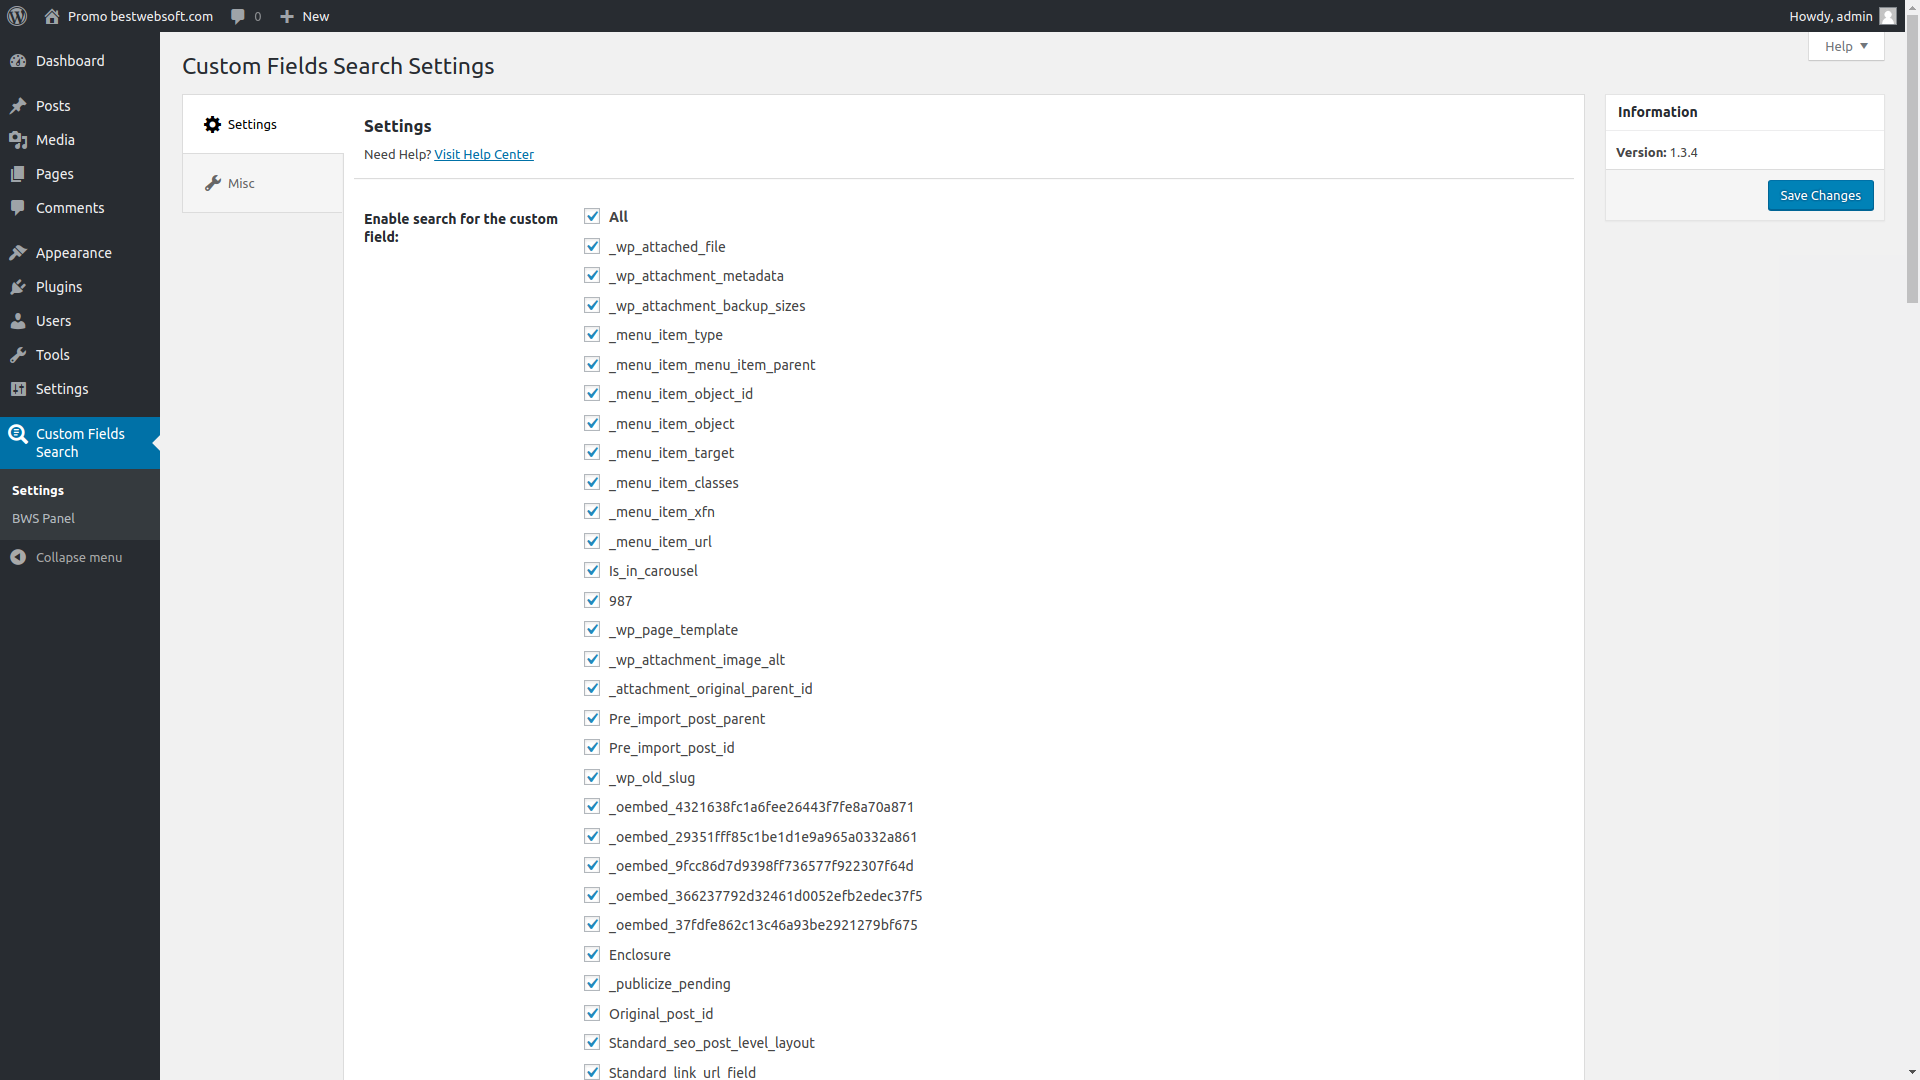 Promo bestwebsoft.com
0
New
Howdy, admin
Dashboard
Posts
Media
Pages
Comments
Appearance
Plugins
Users
Tools
Settings
Custom Fields
Search
Settings
BWS Panel
Collapse menu
Help
Custom Fields Search Settings
Settings
Misc
Settings
Need Help? Visit Help Center
Enable search for the custom
field:
All
_wp_attached_file
_wp_attachment_metadata
_wp_attachment_backup_sizes
_menu_item_type
_menu_item_menu_item_parent
_menu_item_object_id
_menu_item_object
_menu_item_target
_menu_item_classes
_menu_item_xfn
_menu_item_url
Is_in_carousel
987
_wp_page_template
_wp_attachment_image_alt
_attachment_original_parent_id
Pre_import_post_parent
Pre_import_post_id
_wp_old_slug
_oembed_4321638fc1a6fee26443f7fe8a70a871
_oembed_29351fff85c1be1d1e9a965a0332a861
_oembed_9fcc86d7d9398ff736577f922307f64d
_oembed_366237792d32461d0052efb2edec37f5
_oembed_37fdfe862c13c46a93be2921279bf675
Enclosure
_publicize_pending
Original_post_id
Standard_seo_post_level_layout
Standard_link_url_field
Information
Version: 1.3.4
Save Changes